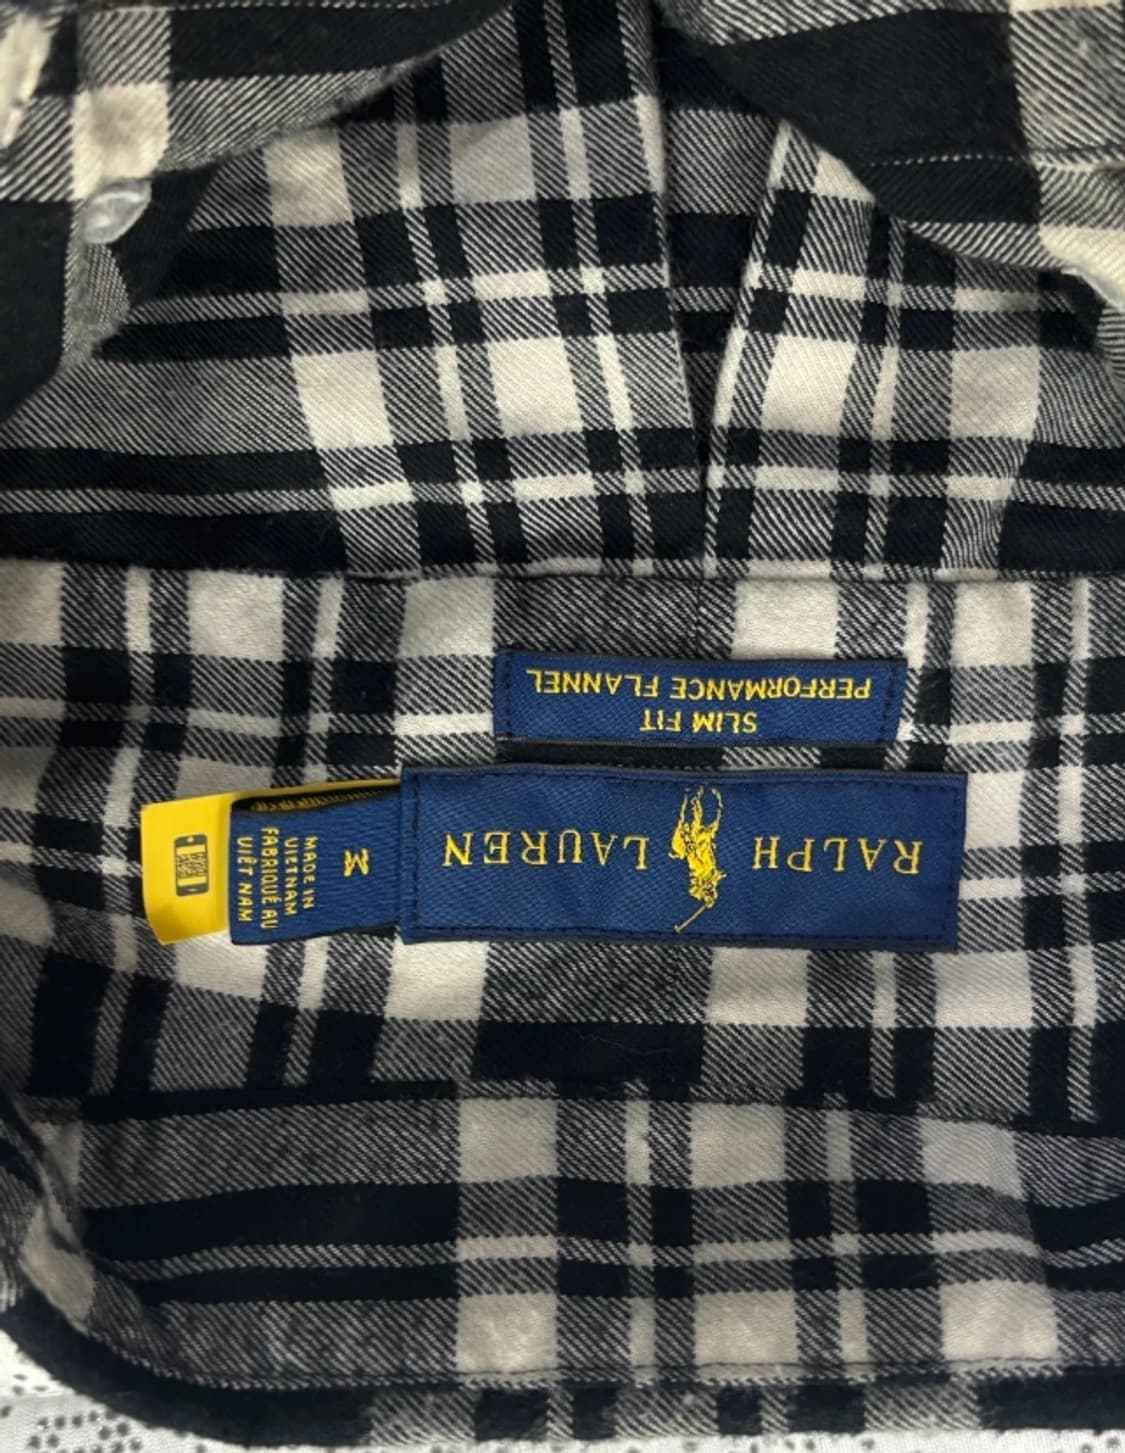 RALPH LAUREN
SLIM FIT
PERFORMANCE FLANNEL
M
MADE IN
VIETNAM
FABRIQUÉ AU
VIÊT NAM